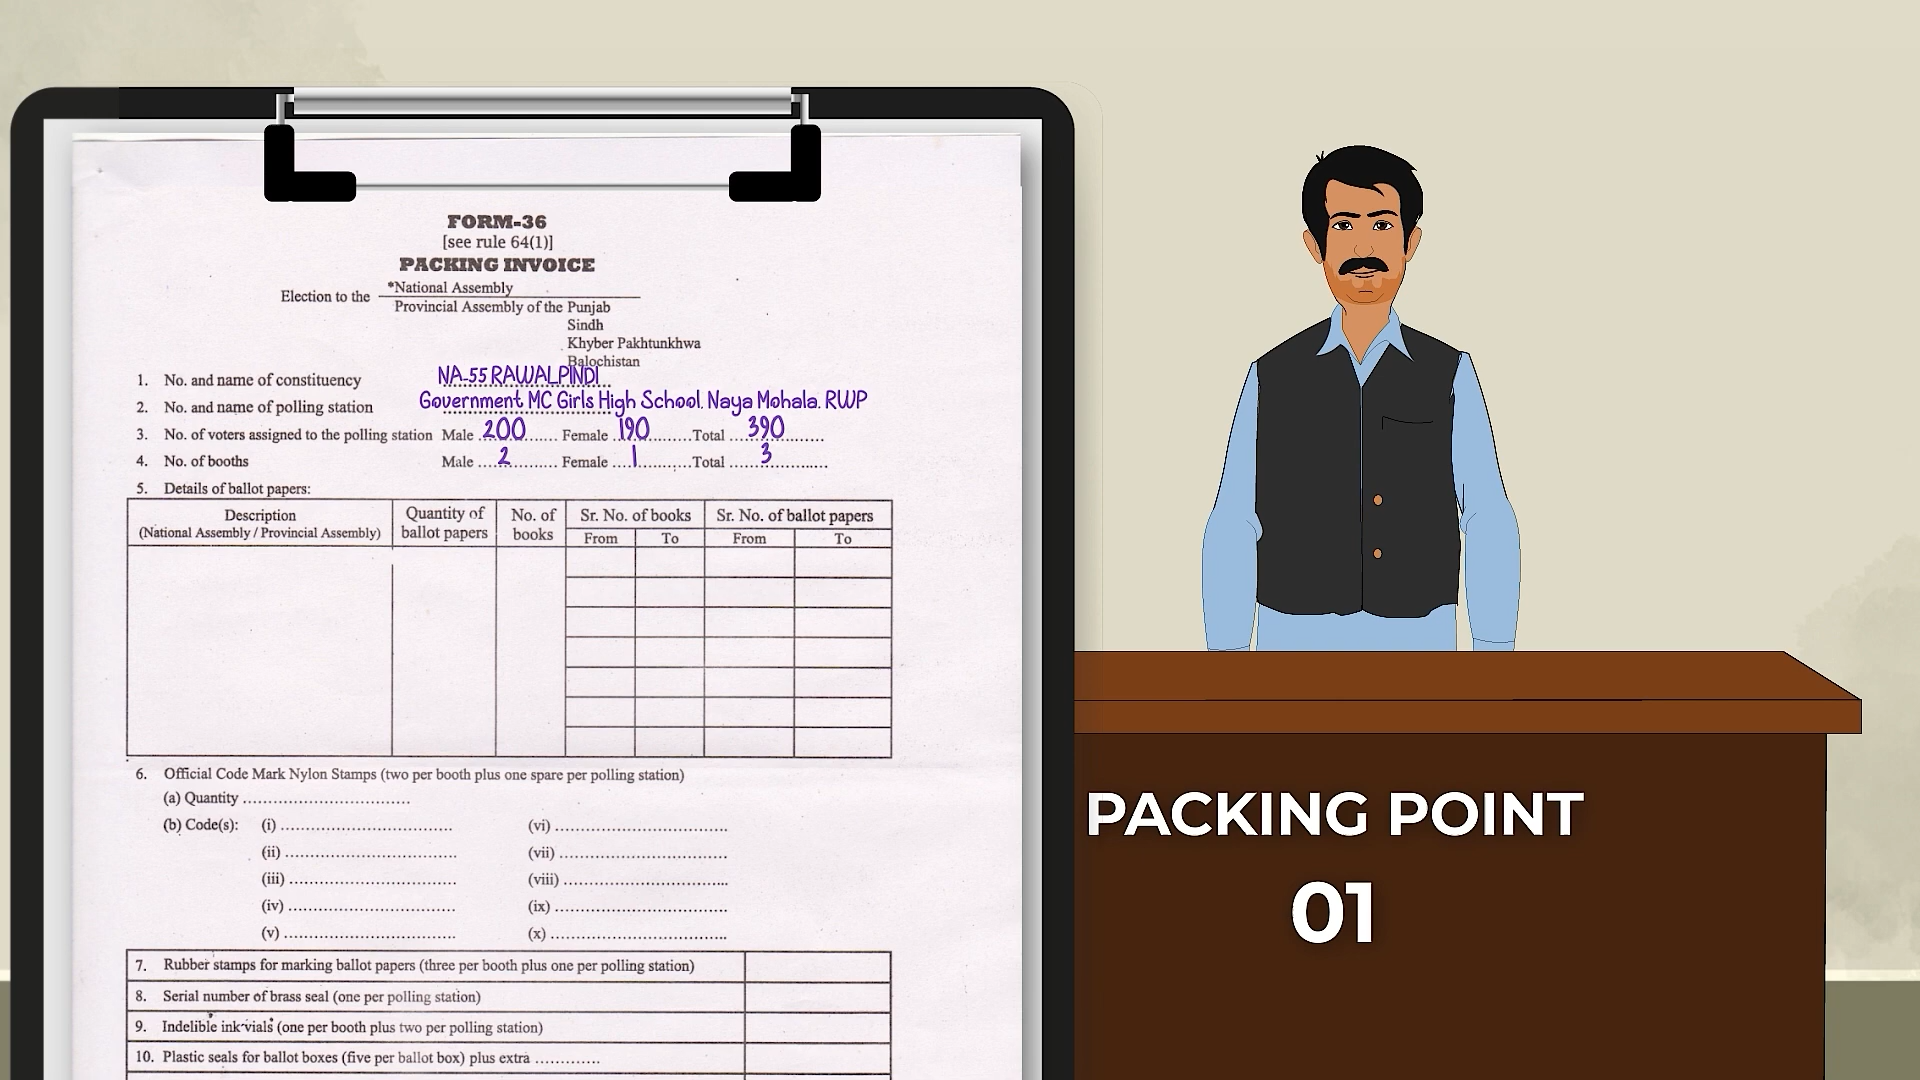 FORM-36
[see rule 64(1)]
PACKING INVOICE
Election to the *National Assembly
Provincial Assembly of the Punjab
Sindh
Khyber Pakhtunkhwa
Balochistan
1. No. and name of constituency NA-55 RAWALPINDI
2. No. and name of polling station Government MC Girls High School, Naya Mohala. RWP
3. No. of voters assigned to the polling station Male 200 Female 190 Total 390
4. No. of booths Male 2 Female 1 Total 3
5. Details of ballot papers:
Description Quantity of No. of Sr. No. of books Sr. No. of ballot papers
(National Assembly / Provincial Assembly) ballot papers books From To From To
6. Official Code Mark Nylon Stamps (two per booth plus one spare per polling station)
(a) Quantity ..................................
(b) Code(s): (i) .................................. (vi) ..................................
(ii) .................................. (vii) ..................................
(iii) .................................. (viii) ..................................
(iv) .................................. (ix) ..................................
(v) .................................. (x) ..................................
7. Rubber stamps for marking ballot papers (three per booth plus one per polling station)
8. Serial number of brass seal (one per polling station)
9. Indelible ink vials (one per booth plus two per polling station)
10. Plastic seals for ballot boxes (five per ballot box) plus extra .............
PACKING POINT
01